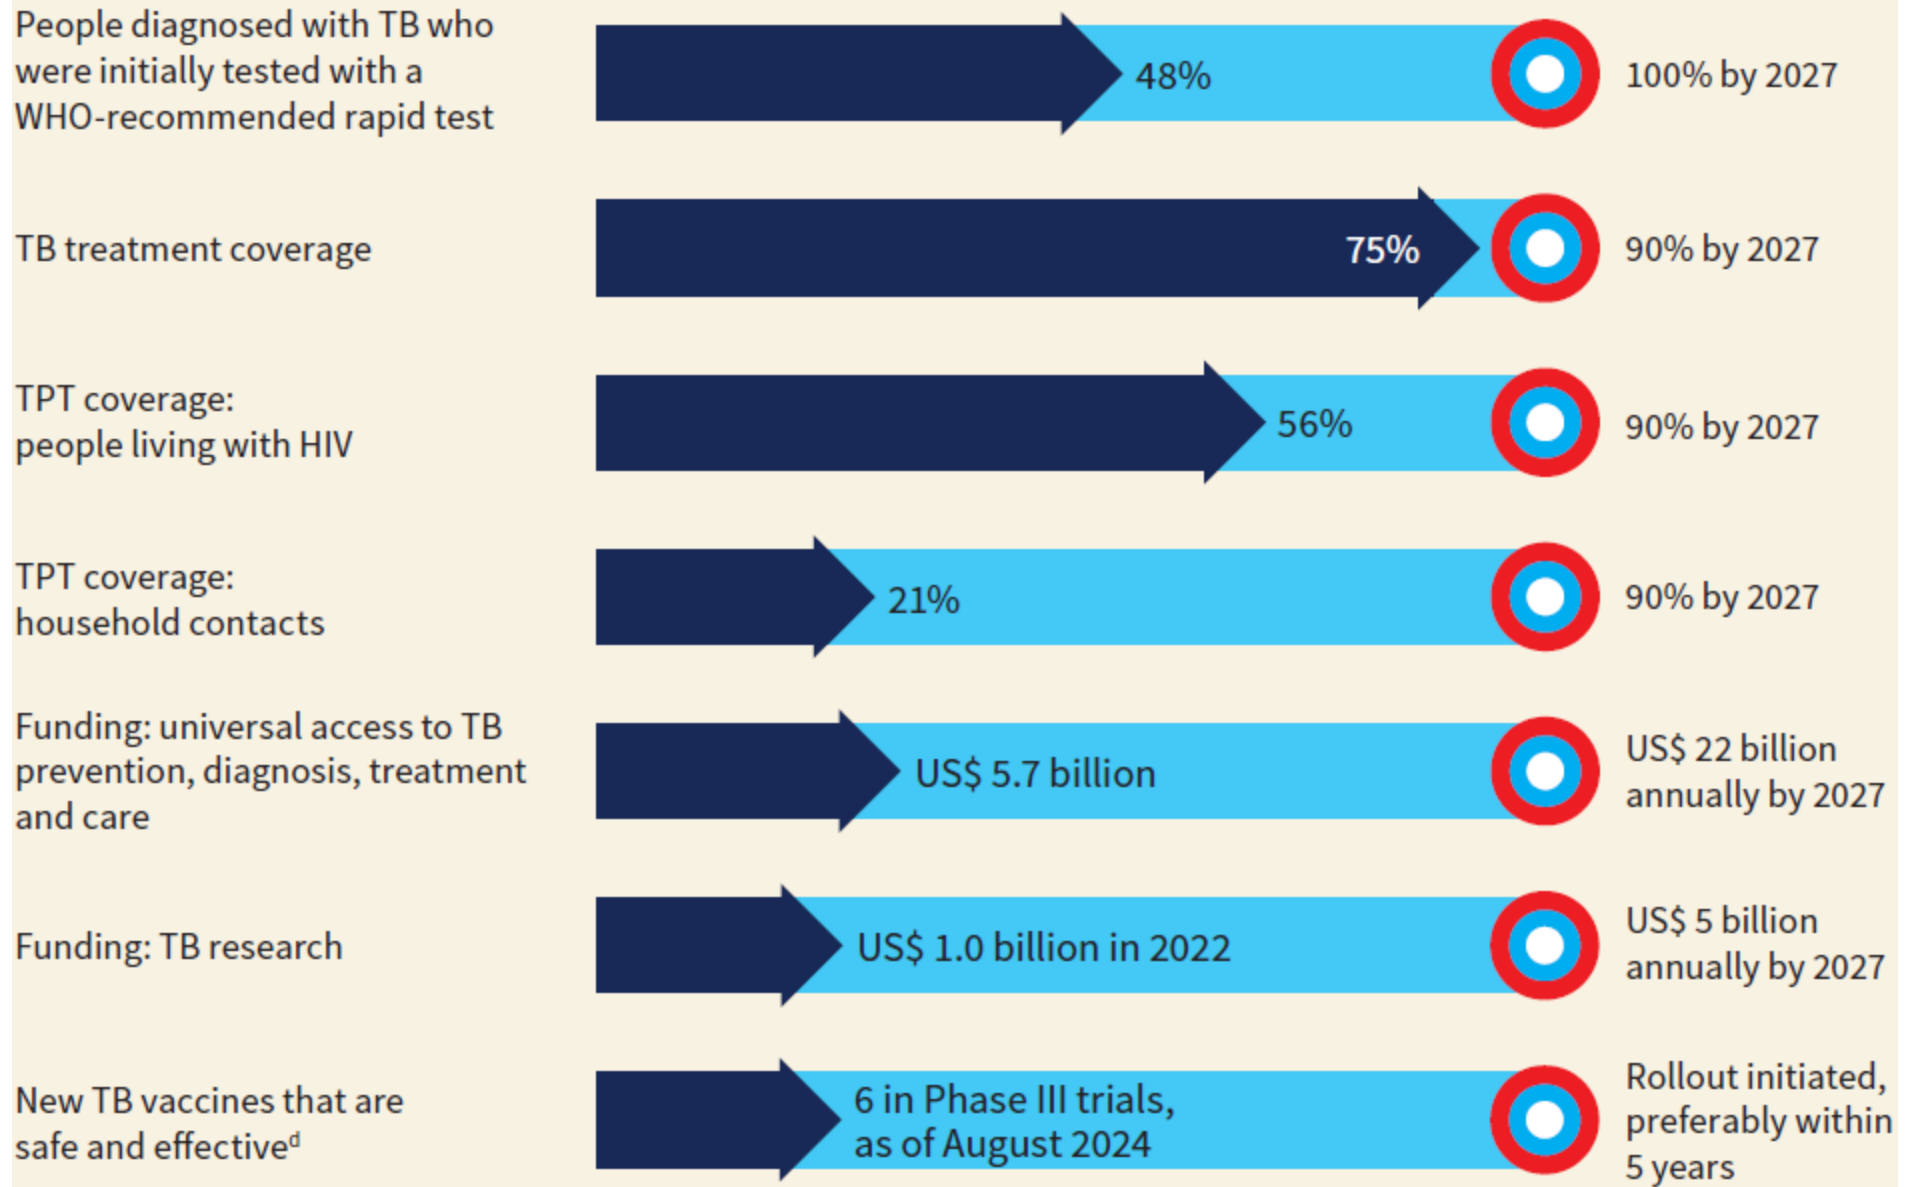 People diagnosed with TB who
were initially tested with a
WHO-recommended rapid test
48%
100% by 2027
TB treatment coverage
75%
90% by 2027
TPT coverage:
people living with HIV
56%
90% by 2027
TPT coverage:
household contacts
21%
90% by 2027
Funding: universal access to TB
prevention, diagnosis, treatment
and care
US$ 5.7 billion
US$ 22 billion
annually by 2027
Funding: TB research
US$ 1.0 billion in 2022
US$ 5 billion
annually by 2027
New TB vaccines that are
safe and effectiveᵈ
6 in Phase III trials,
as of August 2024
Rollout initiated,
preferably within
5 years